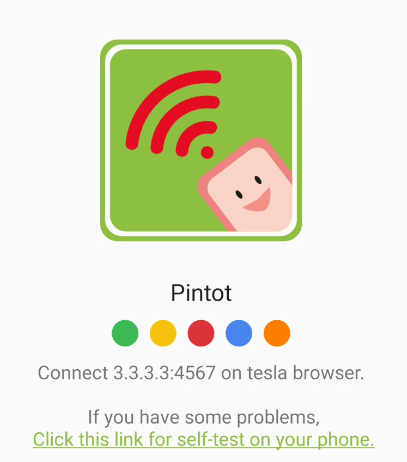 Pintot
Connect 3.3.3.3:4567 on tesla browser.
If you have some problems,
Click this link for self-test on your phone.